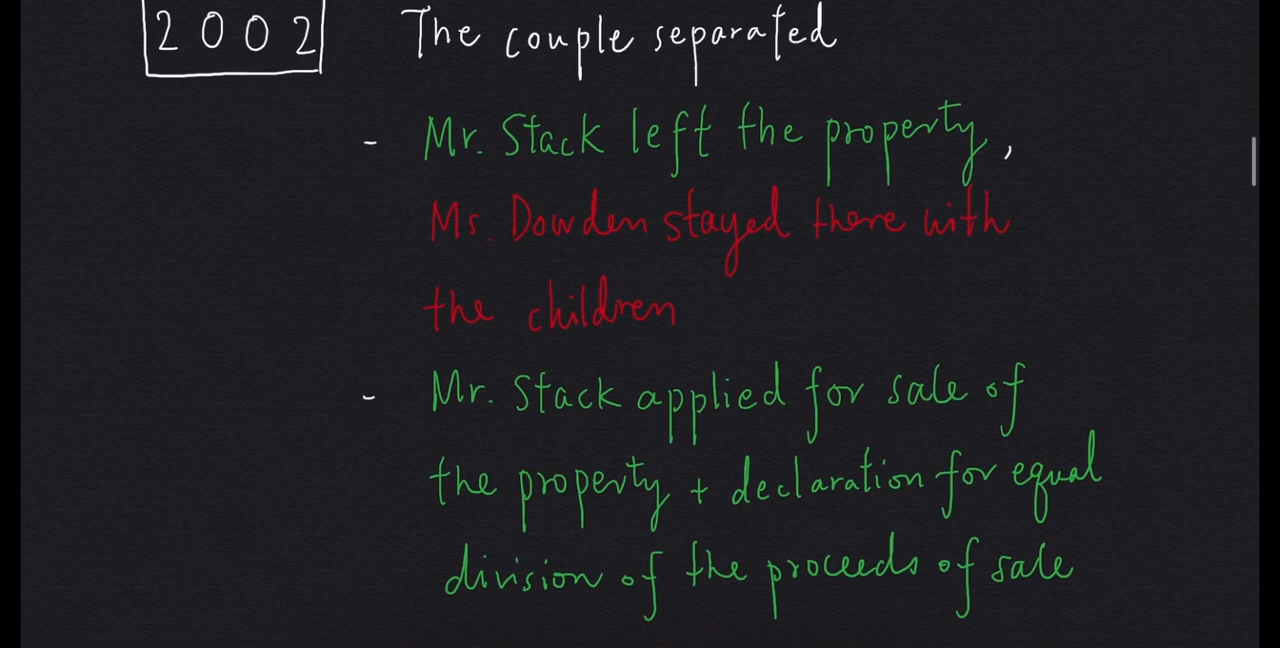 2002 The couple separated
- Mr. Stack left the property,
Ms. Dowden stayed there with
the children
- Mr. Stack applied for sale of
the property + declaration for equal
division of the proceeds of sale